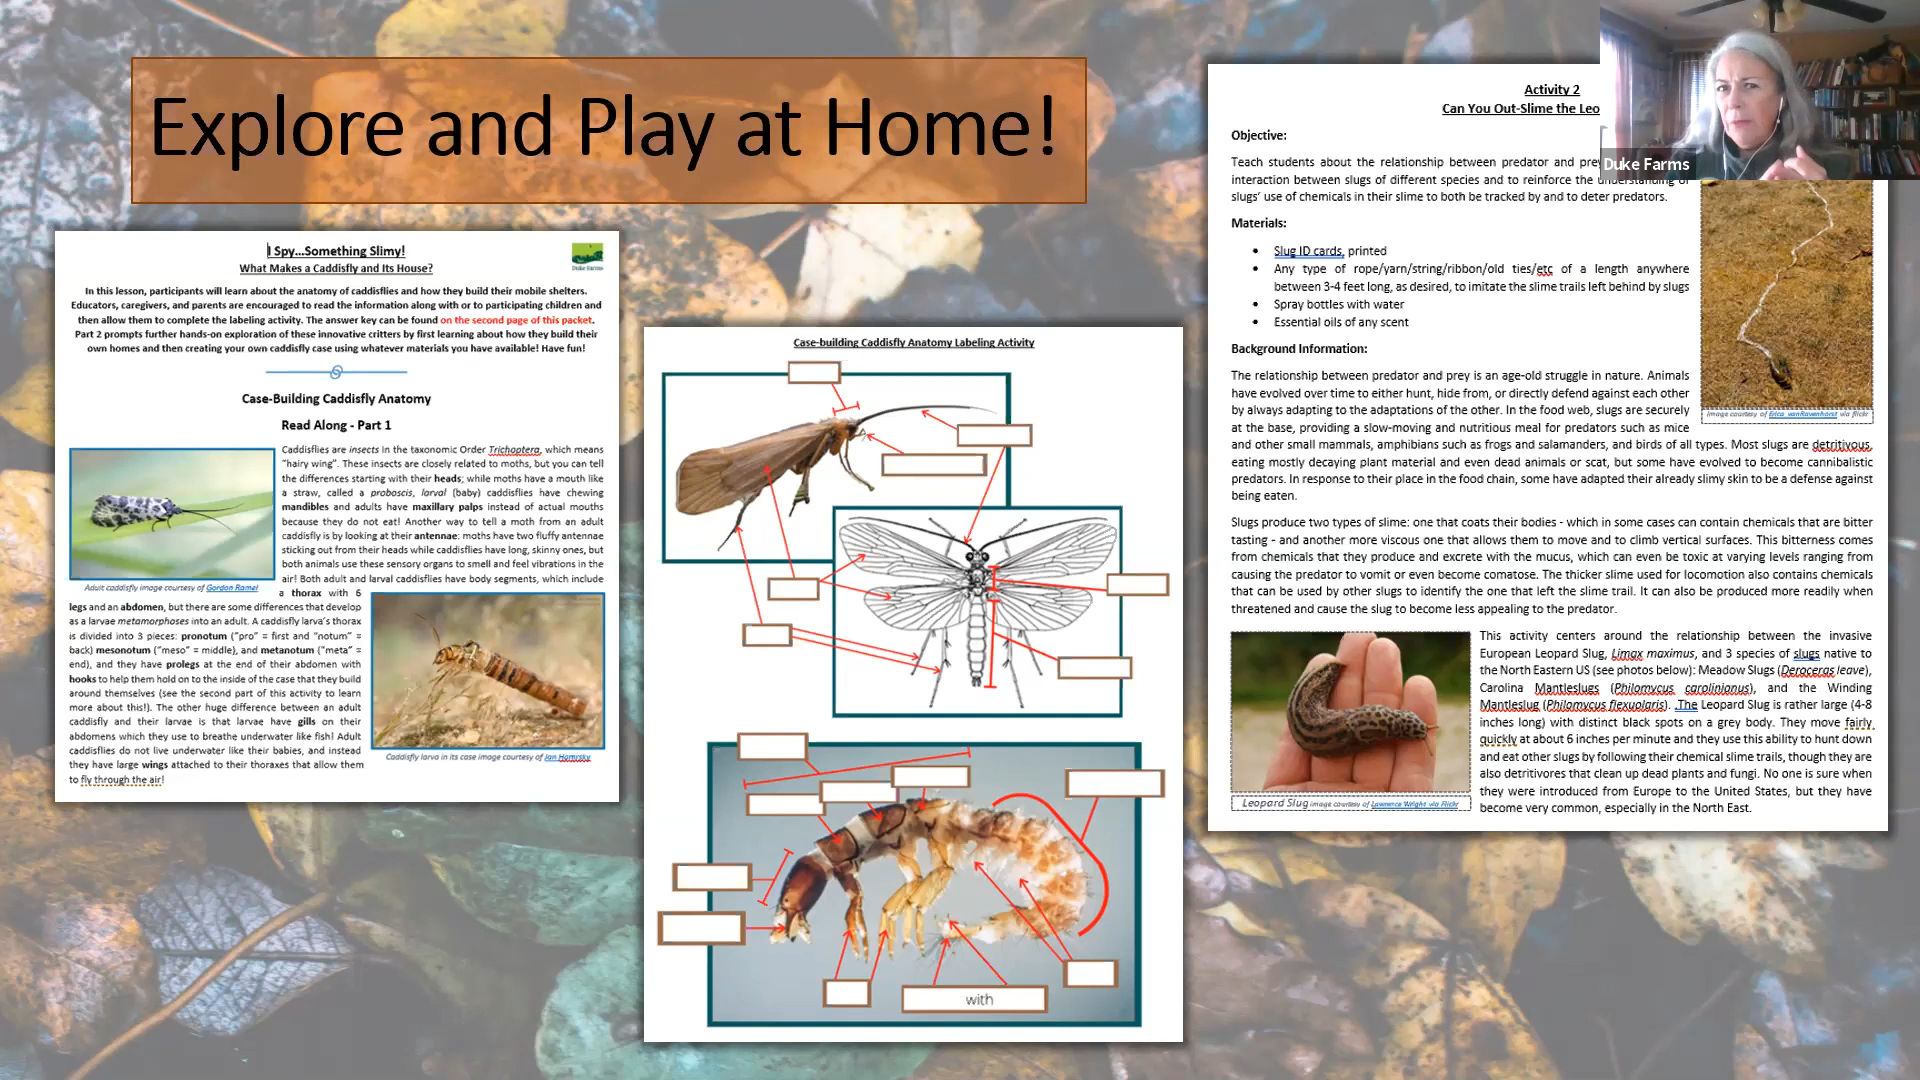 Explore and Play at Home!
I Spy...Something Slimy!
What Makes a Caddisfly and Its House?
Duke Farms
In this lesson, participants will learn about the anatomy of caddisflies and how they build their mobile shelters.
Educators, caregivers, and parents are encouraged to read the information along with or to participating children and
then allow them to complete the labeling activity. The answer key can be found on the second page of this packet.
Part 2 prompts further hands-on exploration of these innovative critters by first learning about how they build their
own homes and then creating your own caddisfly case using whatever materials you have available! Have fun!
Case-Building Caddisfly Anatomy
Read Along - Part 1
Caddisflies are insects in the taxonomic Order Trichoptera, which means
"hairy wing". These insects are closely related to moths, but you can tell
the differences starting with their heads; while moths have a mouth like
a straw, called a proboscis, larval (baby) caddisflies have chewing
mandibles and adults have maxillary palps instead of actual mouths
because they do not eat! Another way to tell a moth from an adult
caddisfly is by looking at their antennae: moths have two fluffy antennae
sticking out from their heads while caddisflies have long, skinny ones, but
both animals use these sensory organs to smell and feel vibrations in the
air! Both adult and larval caddisflies have body segments, which include
Adult caddisfly image courtesy of Gordon Ramel
a thorax with 6
legs and an abdomen, but there are some differences that develop
as a larvae metamorphoses into an adult. A caddisfly larva's thorax
is divided into 3 pieces: pronotum ("pro" = first and "notum" =
back) mesonotum ("meso" = middle), and metanotum ("meta" =
end), and they have prolegs at the end of their abdomen with
hooks to help them hold on to the inside of the case that they build
around themselves (see the second part of this activity to learn
more about this!). The other huge difference between an adult
caddisfly and their larvae is that larvae have gills on their
abdomens which they use to breathe underwater like fish! Adult
caddisflies do not live underwater like their babies, and instead
they have large wings attached to their thoraxes that allow them
to fly through the air!
Caddisfly larva in its case image courtesy of Jan Hamrsky
Case-building Caddisfly Anatomy Labeling Activity
with
Activity 2
Can You Out-Slime the Leo
Objective:
Teach students about the relationship between predator and prey
interaction between slugs of different species and to reinforce the understanding of
slugs' use of chemicals in their slime to both be tracked by and to deter predators.
Materials:
• Slug ID cards, printed
• Any type of rope/yarn/string/ribbon/old ties/etc of a length anywhere
between 3-4 feet long, as desired, to imitate the slime trails left behind by slugs
• Spray bottles with water
• Essential oils of any scent
Background Information:
The relationship between predator and prey is an age-old struggle in nature. Animals
have evolved over time to either hunt, hide from, or directly defend against each other
by always adapting to the adaptations of the other. In the food web, slugs are securely
at the base, providing a slow-moving and nutritious meal for predators such as mice
and other small mammals, amphibians such as frogs and salamanders, and birds of all types. Most slugs are detritivous,
eating mostly decaying plant material and even dead animals or scat, but some have evolved to become cannibalistic
predators. In response to their place in the food chain, some have adapted their already slimy skin to be a defense against
being eaten.
Image courtesy of Erica vanRavenhorst via flickr
Slugs produce two types of slime: one that coats their bodies - which in some cases can contain chemicals that are bitter
tasting - and another more viscous one that allows them to move and to climb vertical surfaces. This bitterness comes
from chemicals that they produce and excrete with the mucus, which can even be toxic at varying levels ranging from
causing the predator to vomit or even become comatose. The thicker slime used for locomotion also contains chemicals
that can be used by other slugs to identify the one that left the slime trail. It can also be produced more readily when
threatened and cause the slug to become less appealing to the predator.
This activity centers around the relationship between the invasive
European Leopard Slug, Limax maximus, and 3 species of slugs native to
the North Eastern US (see photos below): Meadow Slugs (Deroceras leave),
Carolina Mantleslugs (Philomycus carolinianus), and the Winding
Mantleslug (Philomycus flexuolaris). .The Leopard Slug is rather large (4-8
inches long) with distinct black spots on a grey body. They move fairly
quickly at about 6 inches per minute and they use this ability to hunt down
and eat other slugs by following their chemical slime trails, though they are
also detritivores that clean up dead plants and fungi. No one is sure when
they were introduced from Europe to the United States, but they have
become very common, especially in the North East.
Leopard Slug image courtesy of Lawrence Wright via Flickr
Duke Farms